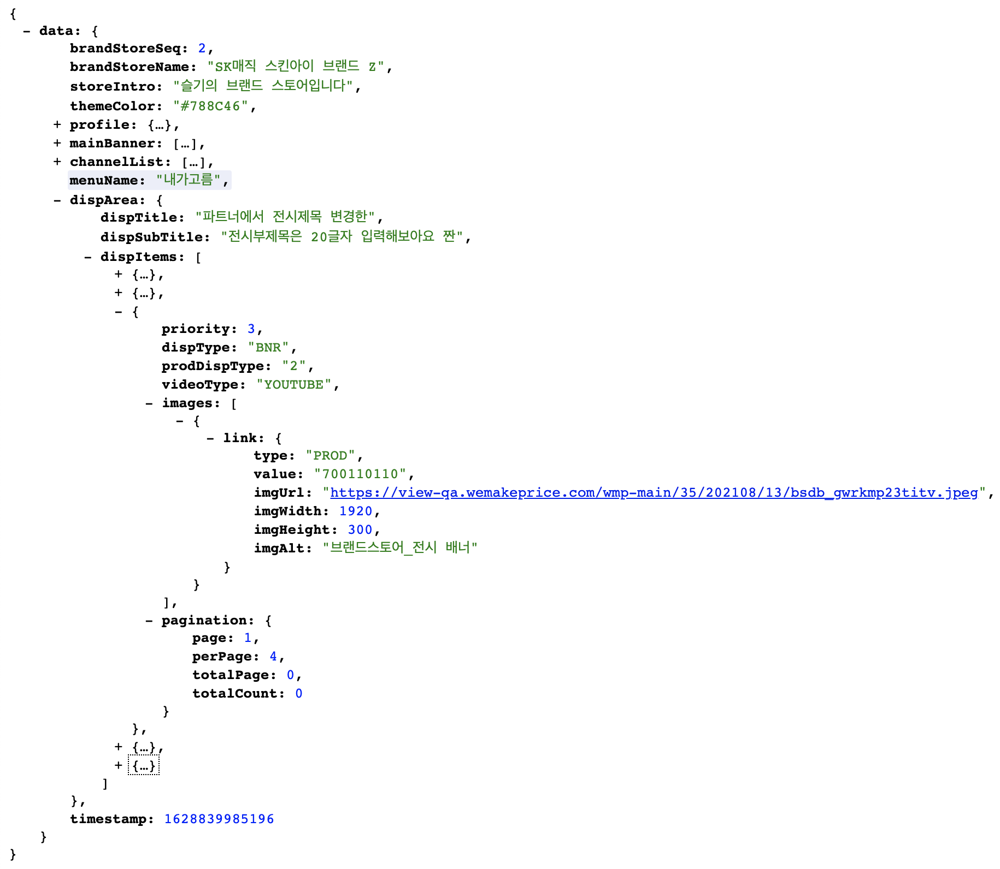 {
- data: {
brandStoreSeq: 2,
brandStoreName: "SK매직 스킨아이 브랜드 Z",
storeIntro: "슬기의 브랜드 스토어입니다",
themeColor: "#788C46",
+ profile: {…},
+ mainBanner: […],
+ channelList: […],
menuName: "내가고름",
- dispArea: {
dispTitle: "파트너에서 전시제목 변경한",
dispSubTitle: "전시부제목은 20글자 입력해보아요 짠",
- dispItems: [
+ {…},
+ {…},
- {
priority: 3,
dispType: "BNR",
prodDispType: "2",
videoType: "YOUTUBE",
- images: [
- {
- link: {
type: "PROD",
value: "700110110",
imgUrl: "https://view-qa.wemakeprice.com/wmp-main/35/202108/13/bsdb_gwrkmp23titv.jpeg",
imgWidth: 1920,
imgHeight: 300,
imgAlt: "브랜드스토어_전시 배너"
}
}
],
- pagination: {
page: 1,
perPage: 4,
totalPage: 0,
totalCount: 0
}
},
+ {…},
+ {…}
]
},
timestamp: 1628839985196
}
}